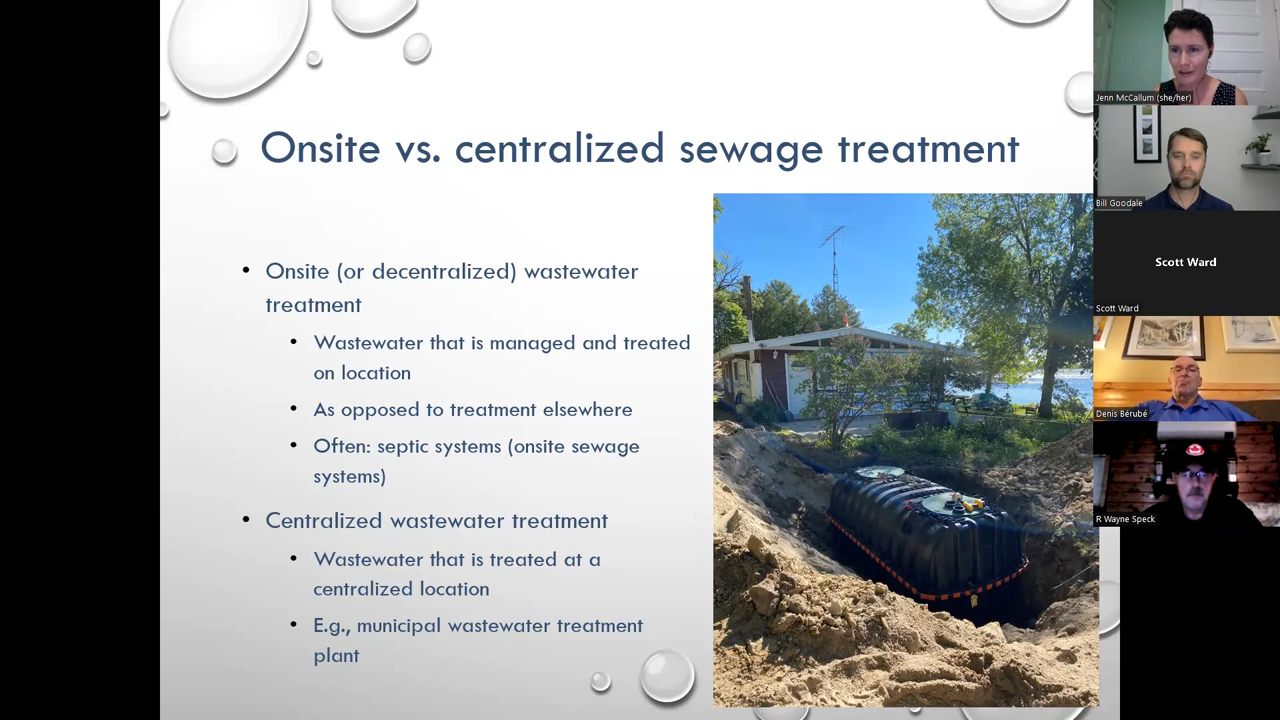 Onsite vs. centralized sewage treatment
• Onsite (or decentralized) wastewater
treatment
• Wastewater that is managed and treated
on location
• As opposed to treatment elsewhere
• Often: septic systems (onsite sewage
systems)
• Centralized wastewater treatment
• Wastewater that is treated at a
centralized location
• E.g., municipal wastewater treatment
plant
Jenn McCallum (she/her)
Bill Goodale
Scott Ward
Scott Ward
Denis Bérubé
R Wayne Speck